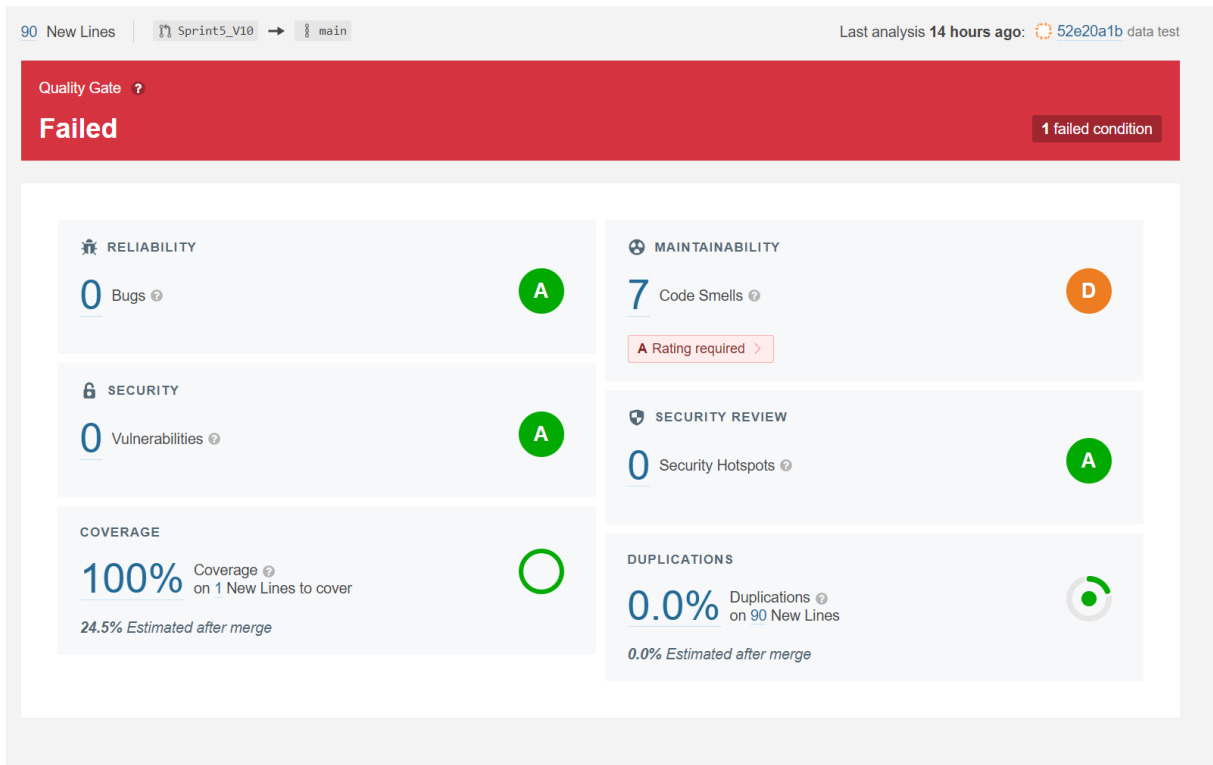 90 New Lines Sprint5_V10 main Last analysis 14 hours ago: 52e20a1b data test
Quality Gate ?
Failed
1 failed condition
RELIABILITY
0 Bugs ?
A
SECURITY
0 Vulnerabilities ?
A
COVERAGE
100% Coverage ?
on 1 New Lines to cover
24.5% Estimated after merge
MAINTAINABILITY
7 Code Smells ?
D
A Rating required
SECURITY REVIEW
0 Security Hotspots ?
A
DUPLICATIONS
0.0% Duplications ?
on 90 New Lines
0.0% Estimated after merge